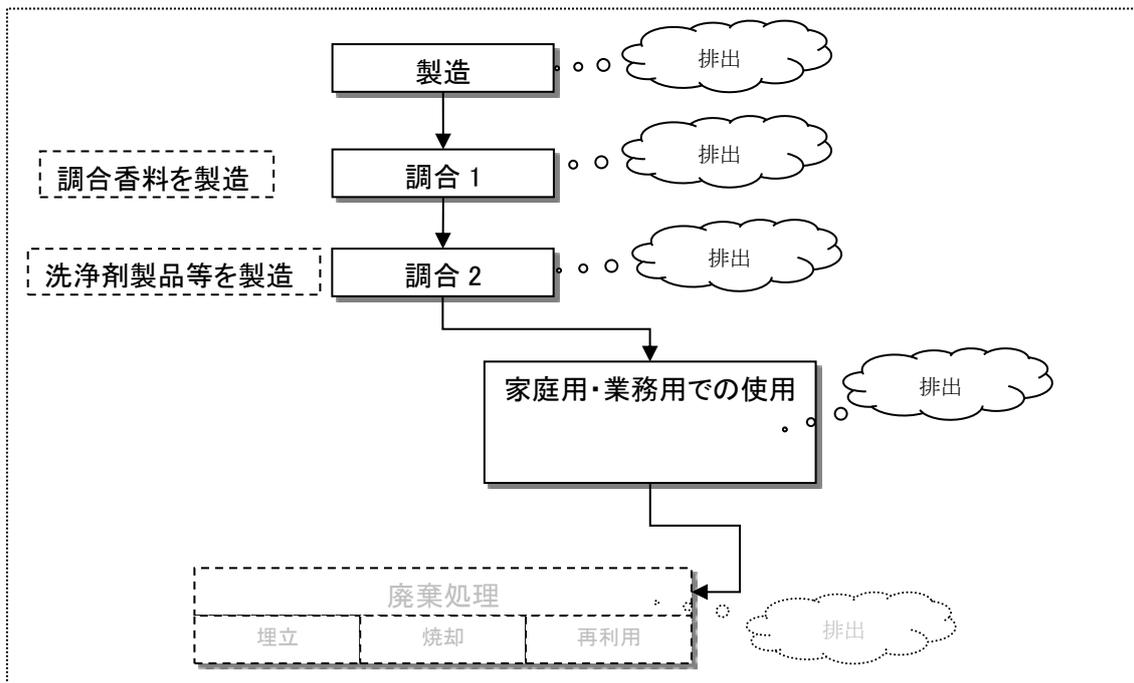 製造
排出
調合香料を製造
調合1
排出
洗浄剤製品等を製造
調合2
排出
家庭用・業務用での使用
排出
廃棄処理
埋立
焼却
再利用
排出